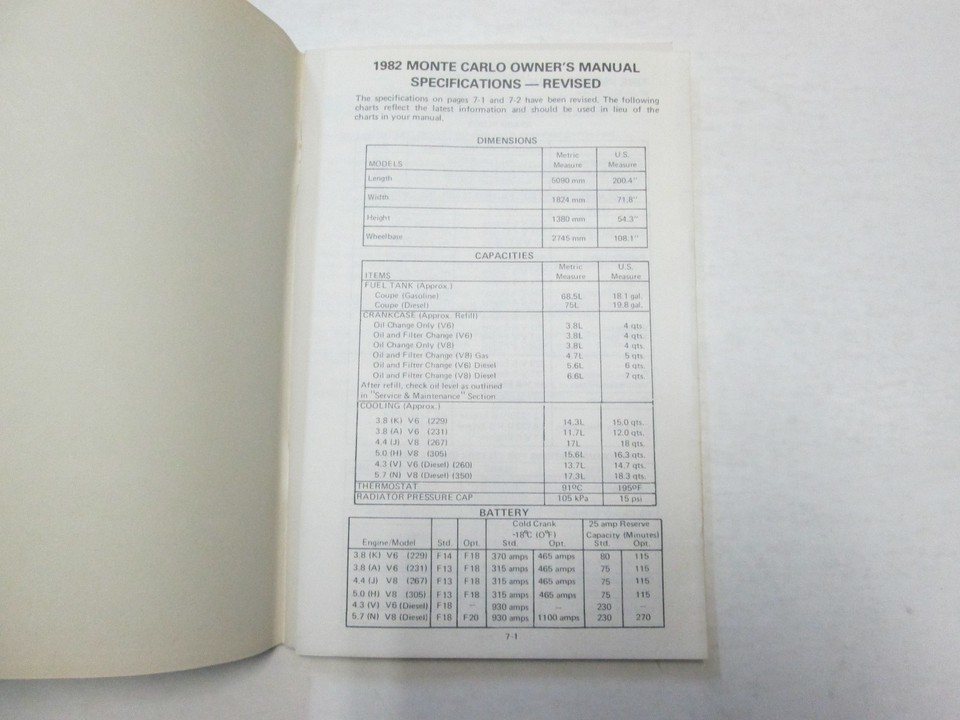 1982 MONTE CARLO OWNER'S MANUAL
SPECIFICATIONS — REVISED
The specifications on pages 7-1 and 7-2 have been revised. The following
charts reflect the latest information and should be used in lieu of the
charts in your manual.
DIMENSIONS
MODELS Metric Measure U.S. Measure
Length 5090 mm 200.4"
Width 1824 mm 71.8"
Height 1380 mm 54.3"
Wheelbase 2745 mm 108.1"
CAPACITIES
ITEMS Metric Measure U.S. Measure
FUEL TANK (Approx.)
Coupe (Gasoline) 68.5L 18.1 gal.
Coupe (Diesel) 75L 19.8 gal.
CRANKCASE (Approx. Refill)
Oil Change Only (V6) 3.8L 4 qts.
Oil and Filter Change (V6) 3.8L 4 qts.
Oil Change Only (V8) 3.8L 4 qts.
Oil and Filter Change (V8) Gas 4.7L 5 qts.
Oil and Filter Change (V6) Diesel 5.6L 6 qts.
Oil and Filter Change (V8) Diesel 6.6L 7 qts.
After refill, check oil level as outlined
in "Service & Maintenance" Section
COOLING (Approx.)
3.8 (K) V6 (229) 14.3L 15.0 qts.
3.8 (A) V6 (231) 11.7L 12.0 qts.
4.4 (J) V8 (267) 17L 18 qts.
5.0 (H) V8 (305) 15.6L 16.3 qts.
4.3 (V) V6 (Diesel) (260) 13.7L 14.7 qts.
5.7 (N) V8 (Diesel) (350) 17.3L 18.3 qts.
THERMOSTAT 91°C 195°F
RADIATOR PRESSURE CAP 105 kPa 15 psi
BATTERY
Cold Crank 25 amp Reserve
-18°C (0°F) Capacity (Minutes)
Engine/Model Std. Opt. Std. Opt. Std. Opt.
3.8 (K) V6 (229) F14 F18 370 amps 465 amps 80 115
3.8 (A) V6 (231) F13 F18 315 amps 465 amps 75 115
4.4 (J) V8 (267) F13 F18 315 amps 465 amps 75 115
5.0 (H) V8 (305) F13 F18 315 amps 465 amps 75 115
4.3 (V) V6 (Diesel) F18 – 930 amps – 230 –
5.7 (N) V8 (Diesel) F18 F20 930 amps 1100 amps 230 270
7-1